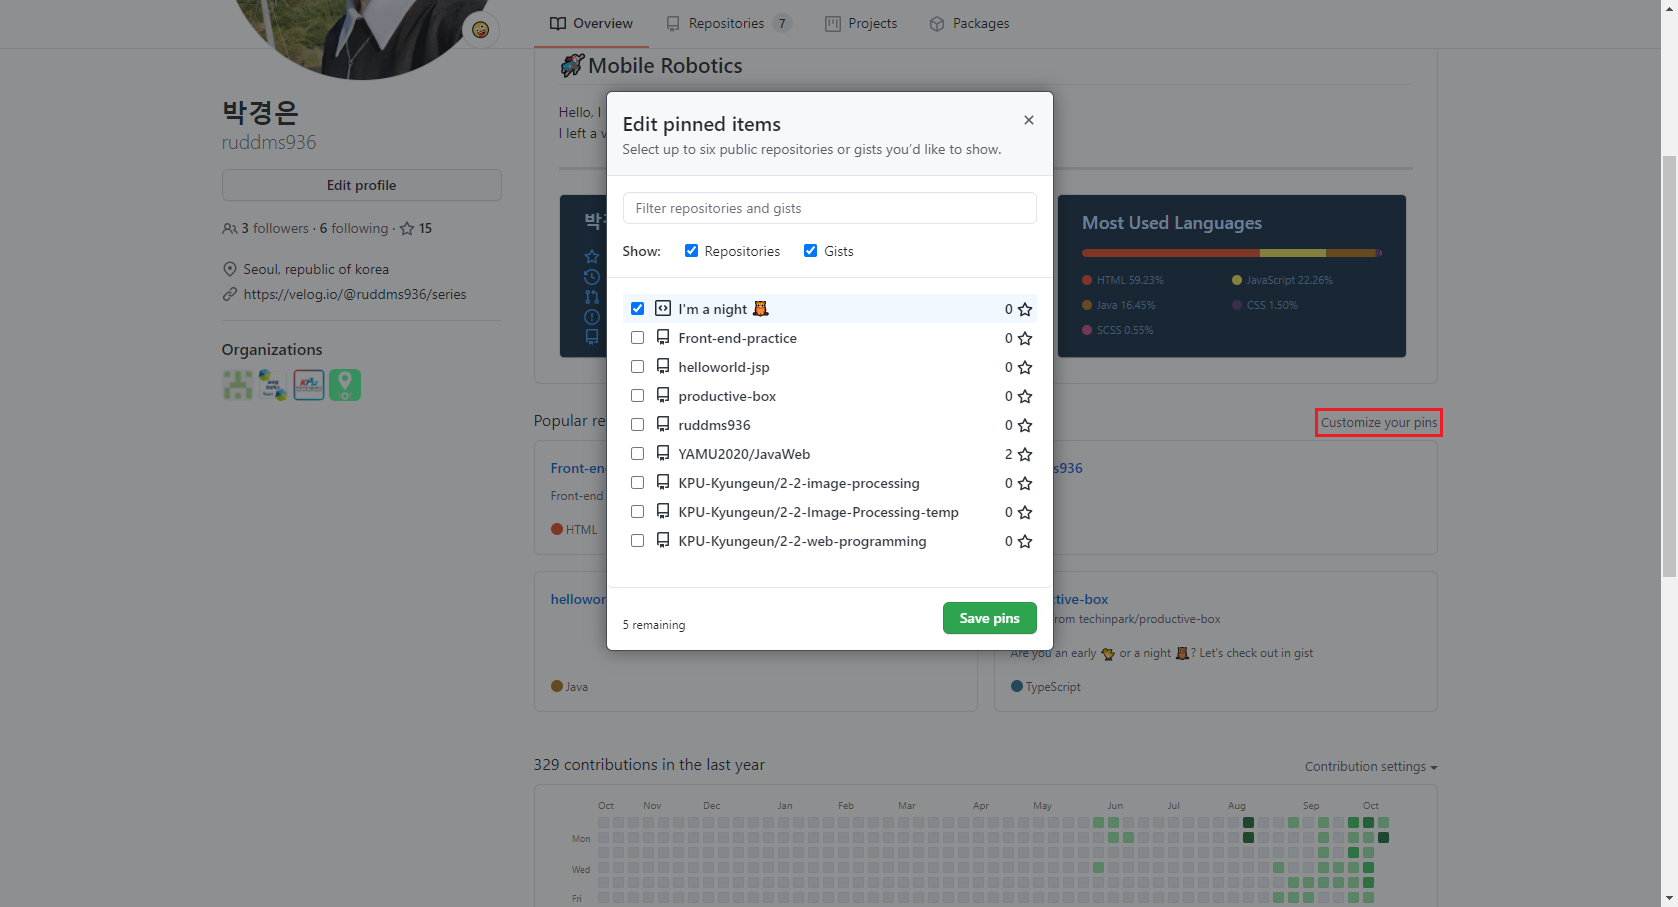 Overview
Repositories 7
Projects
Packages
Mobile Robotics
Hello, I
I left a v
박경은
ruddms936
Edit profile
3 followers · 6 following · 15
Seoul, republic of korea
https://velog.io/@ruddms936/series
Organizations
KPU
Edit pinned items
Select up to six public repositories or gists you'd like to show.
Filter repositories and gists
Show: Repositories Gists
I'm a night 0
Front-end-practice 0
helloworld-jsp 0
productive-box 0
ruddms936 0
YAMU2020/JavaWeb 2
KPU-Kyungeun/2-2-image-processing 0
KPU-Kyungeun/2-2-Image-Processing-temp 0
KPU-Kyungeun/2-2-web-programming 0
5 remaining
Save pins
Most Used Languages
HTML 59.23%
JavaScript 22.26%
Java 16.45%
CSS 1.50%
SCSS 0.55%
Popular re
Customize your pins
Front-en
Front-end
HTML
s936
hellowor
Java
tive-box
rom techinpark/productive-box
Are you an early or a night ? Let's check out in gist
TypeScript
329 contributions in the last year
Contribution settings
Oct Nov Dec Jan Feb Mar Apr May Jun Jul Aug Sep Oct
Mon
Wed
Fri